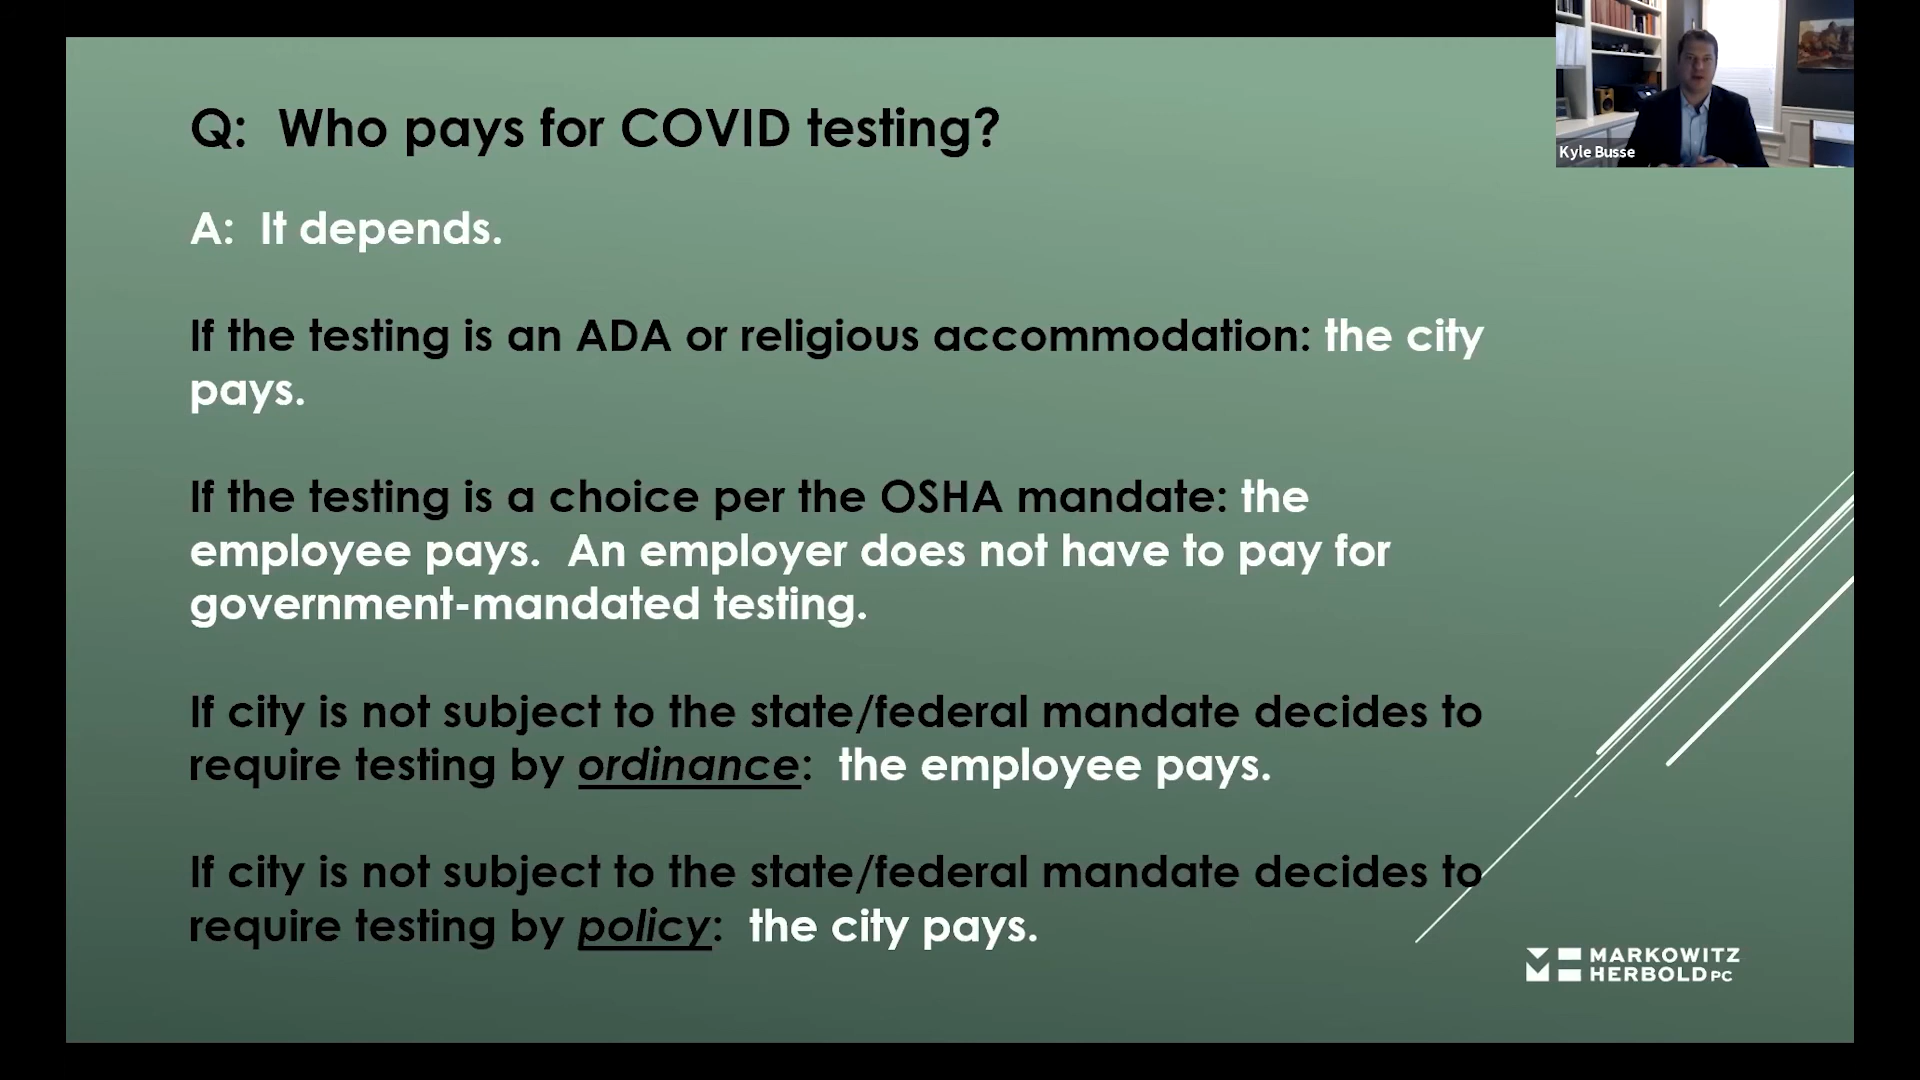 Q: Who pays for COVID testing?
A: It depends.
If the testing is an ADA or religious accommodation: the city
pays.
If the testing is a choice per the OSHA mandate: the
employee pays. An employer does not have to pay for
government-mandated testing.
If city is not subject to the state/federal mandate decides to
require testing by ordinance: the employee pays.
If city is not subject to the state/federal mandate decides to
require testing by policy: the city pays.
Kyle Busse
MARKOWITZ
HERBOLD PC